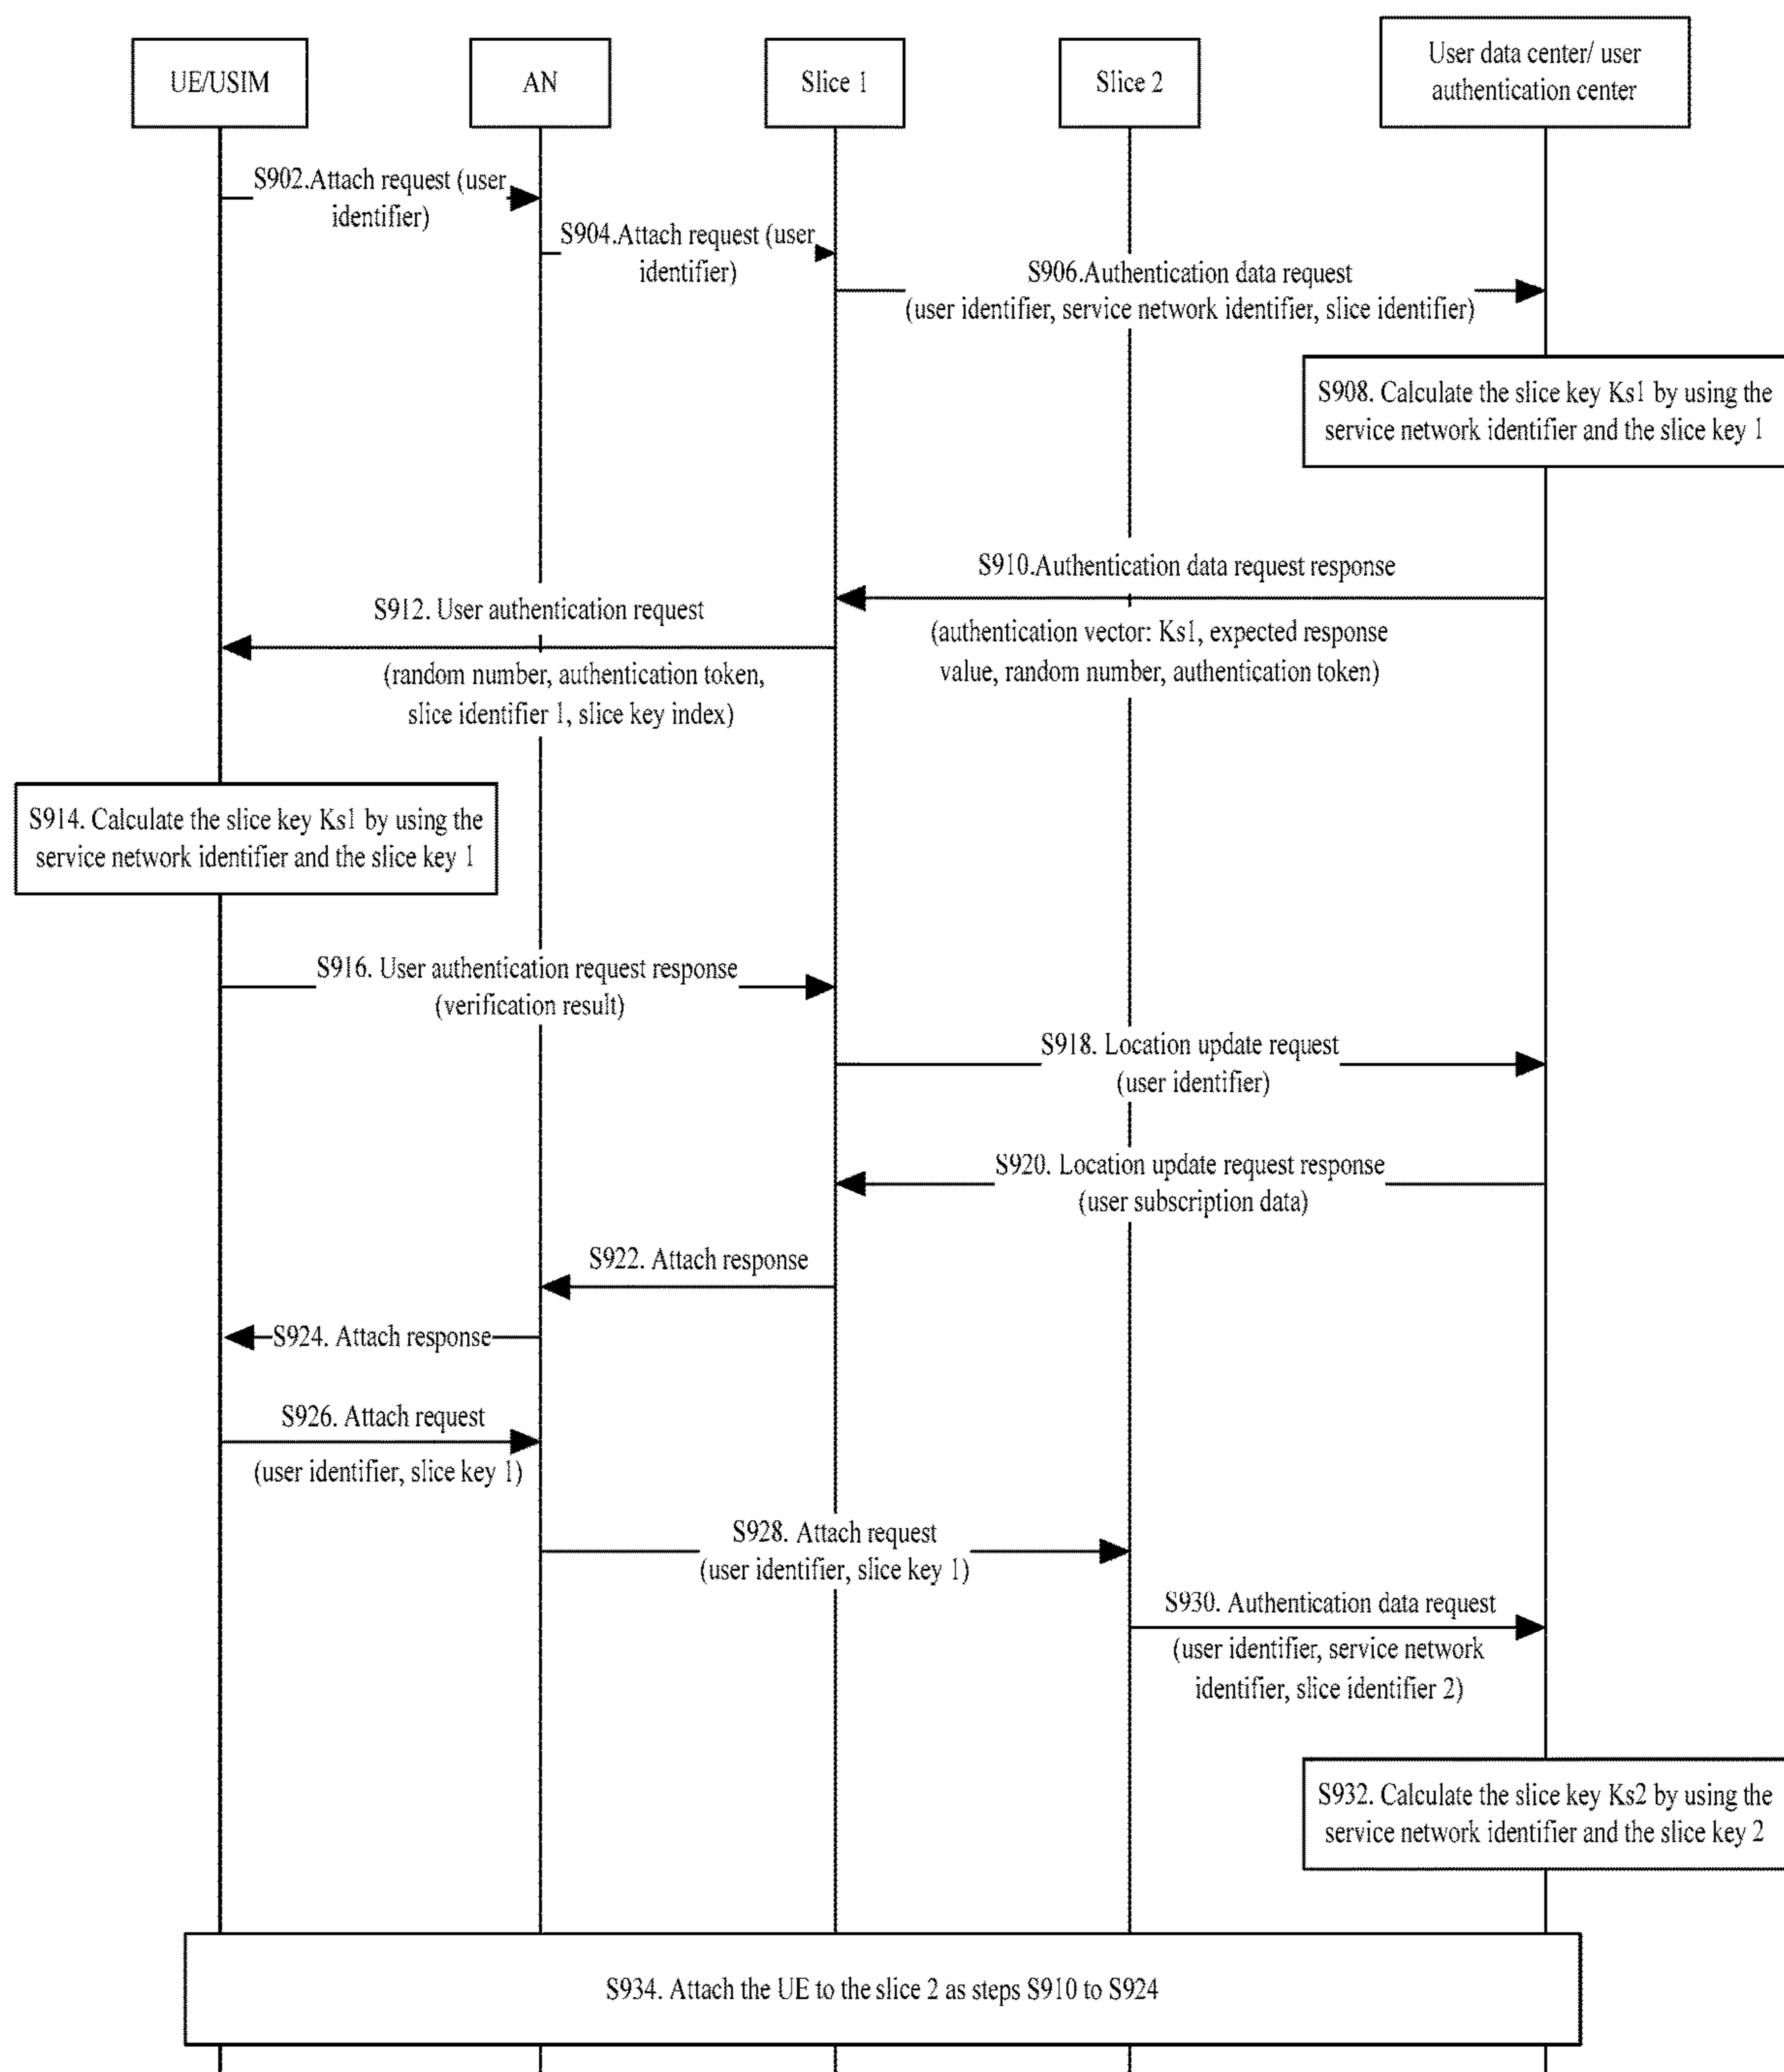 UE/USIM
AN
Slice 1
Slice 2
User data center/ user
authentication center
S902.Attach request (user
identifier)
S904.Attach request (user
identifier)
S906.Authentication data request
(user identifier, service network identifier, slice identifier)
S908. Calculate the slice key Ks1 by using the
service network identifier and the slice key 1
S910.Authentication data request response
(authentication vector: Ks1, expected response
value, random number, authentication token)
S912. User authentication request
(random number, authentication token,
slice identifier 1, slice key index)
S914. Calculate the slice key Ks1 by using the
service network identifier and the slice key 1
S916. User authentication request response
(verification result)
S918. Location update request
(user identifier)
S920. Location update request response
(user subscription data)
S922. Attach response
S924. Attach response
S926. Attach request
(user identifier, slice key 1)
S928. Attach request
(user identifier, slice key 1)
S930. Authentication data request
(user identifier, service network
identifier, slice identifier 2)
S932. Calculate the slice key Ks2 by using the
service network identifier and the slice key 2
S934. Attach the UE to the slice 2 as steps S910 to S924